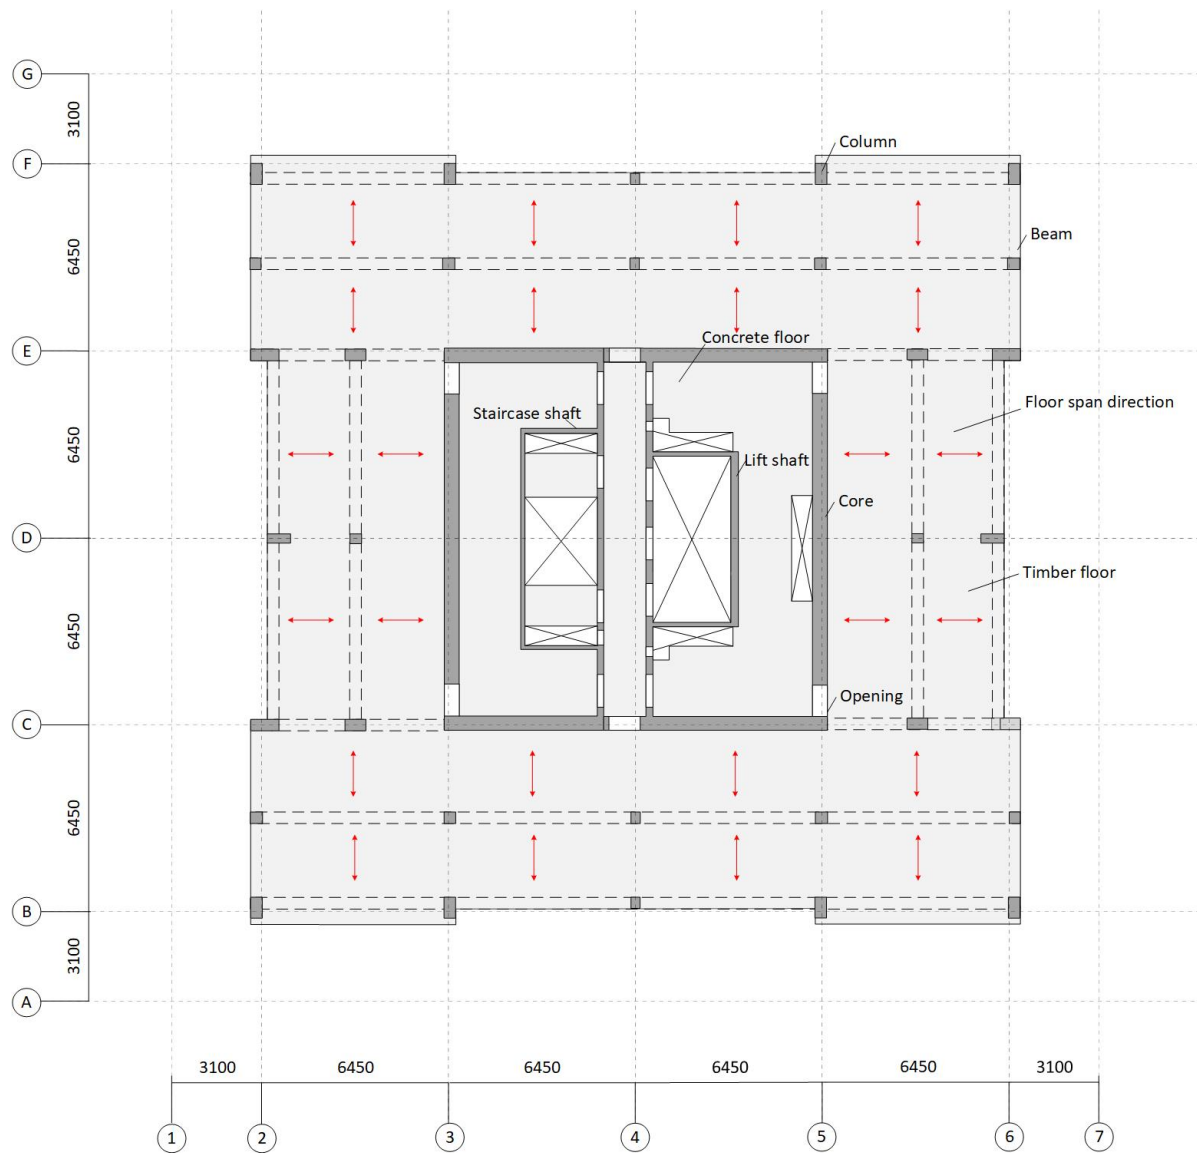 G
3100
Column
F
6450
Beam
E
Concrete floor
6450
Staircase shaft
Floor span direction
Lift shaft
Core
D
Timber floor
6450
Opening
C
6450
B
3100
A
3100
6450
6450
6450
6450
3100
1
2
3
4
5
6
7